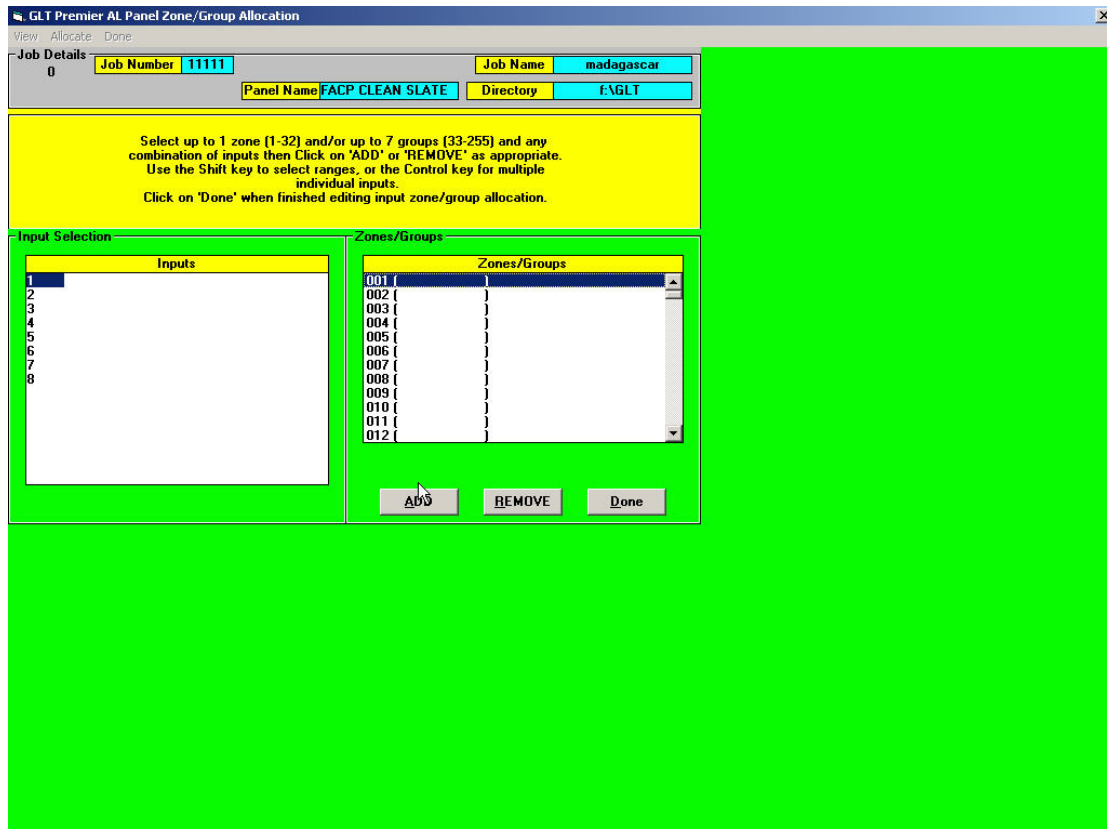 GLT Premier AL Panel Zone/Group Allocation
View Allocate Done
Job Details
0
Job Number 11111
Job Name madagascar
Panel Name FACP CLEAN SLATE
Directory f:\GLT
Select up to 1 zone (1-32) and/or up to 7 groups (33-255) and any
combination of inputs then Click on 'ADD' or 'REMOVE' as appropriate.
Use the Shift key to select ranges, or the Control key for multiple
individual inputs.
Click on 'Done' when finished editing input zone/group allocation.
Input Selection
Inputs
1
2
3
4
5
6
7
8
Zones/Groups
Zones/Groups
001 ( )
002 ( )
003 ( )
004 ( )
005 ( )
006 ( )
007 ( )
008 ( )
009 ( )
010 ( )
011 ( )
012 ( )
ADD
REMOVE
Done